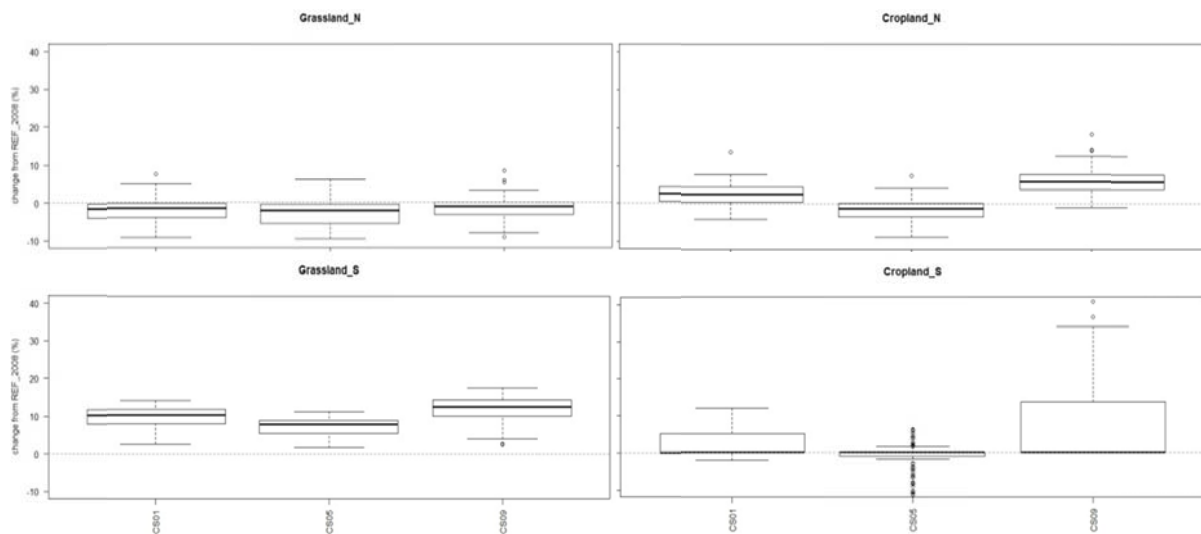 Grassland_N
Cropland_N
change from REF_2008 (%)
40
30
20
10
0
-10
Grassland_S
Cropland_S
change from REF_2008 (%)
40
30
20
10
0
-10
CS01
CS05
CS09
CS01
CS05
CS09